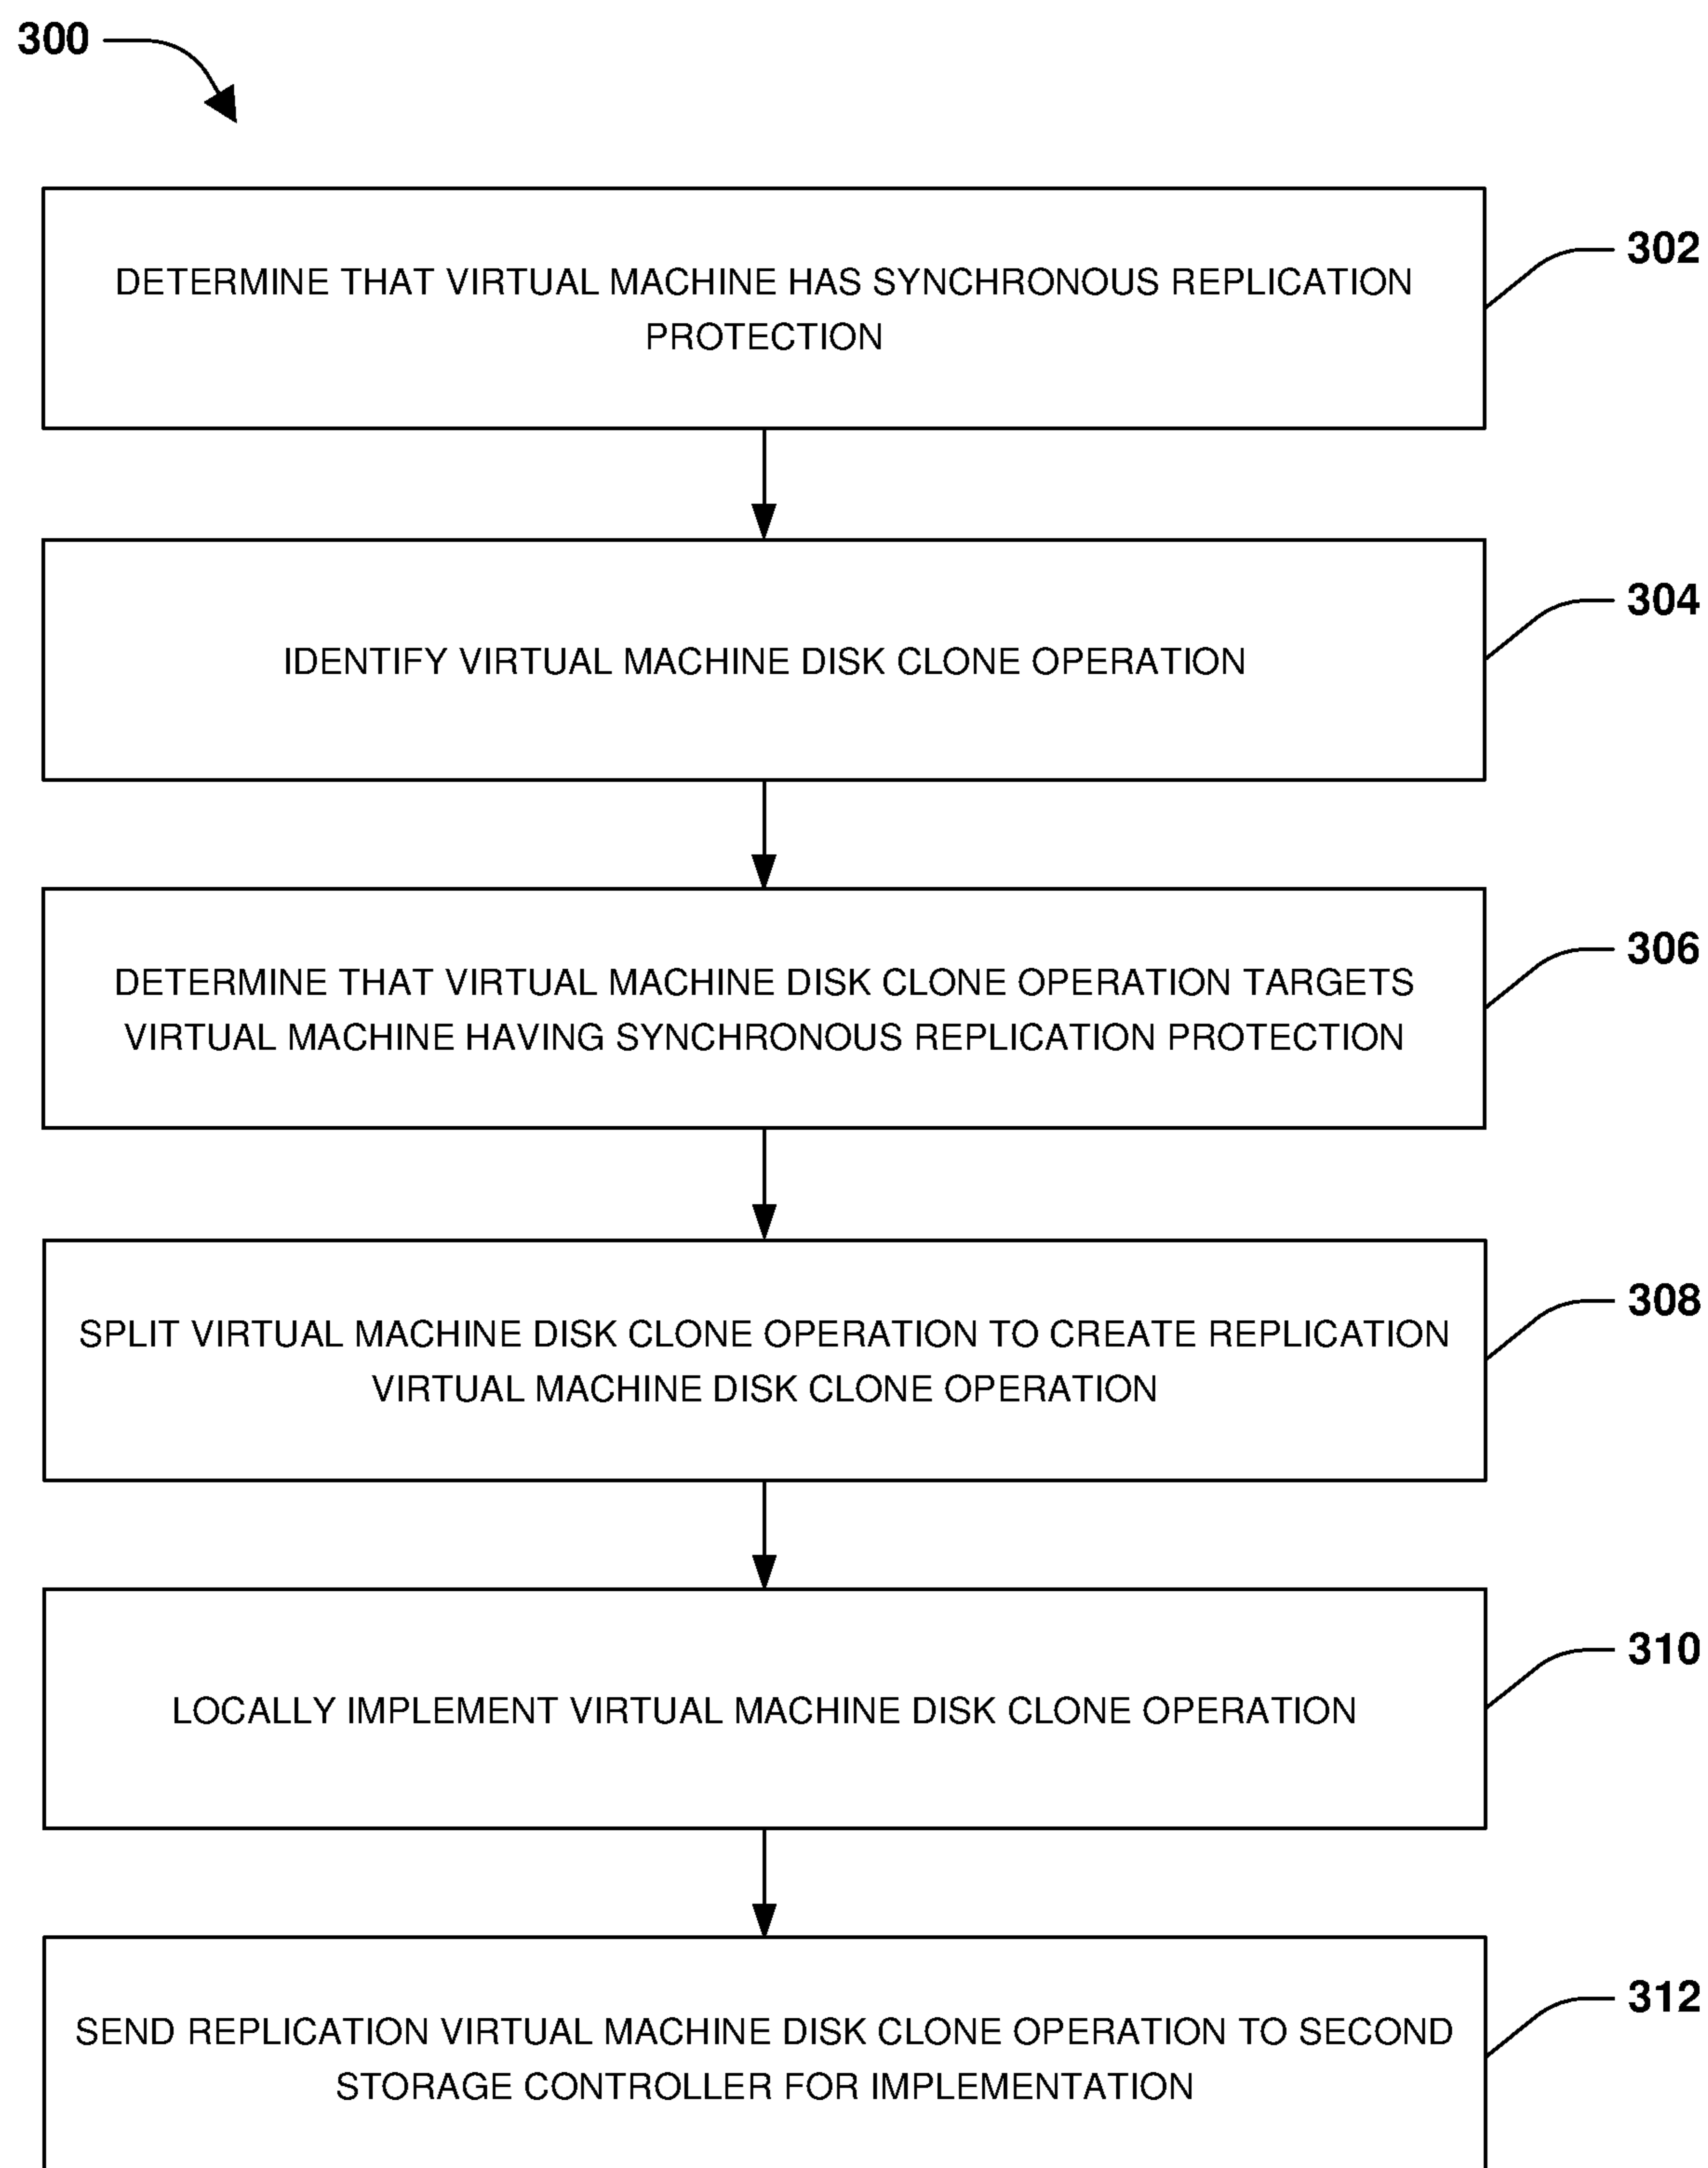 300
DETERMINE THAT VIRTUAL MACHINE HAS SYNCHRONOUS REPLICATION
PROTECTION
302
IDENTIFY VIRTUAL MACHINE DISK CLONE OPERATION
304
DETERMINE THAT VIRTUAL MACHINE DISK CLONE OPERATION TARGETS
VIRTUAL MACHINE HAVING SYNCHRONOUS REPLICATION PROTECTION
306
SPLIT VIRTUAL MACHINE DISK CLONE OPERATION TO CREATE REPLICATION
VIRTUAL MACHINE DISK CLONE OPERATION
308
LOCALLY IMPLEMENT VIRTUAL MACHINE DISK CLONE OPERATION
310
SEND REPLICATION VIRTUAL MACHINE DISK CLONE OPERATION TO SECOND
STORAGE CONTROLLER FOR IMPLEMENTATION
312